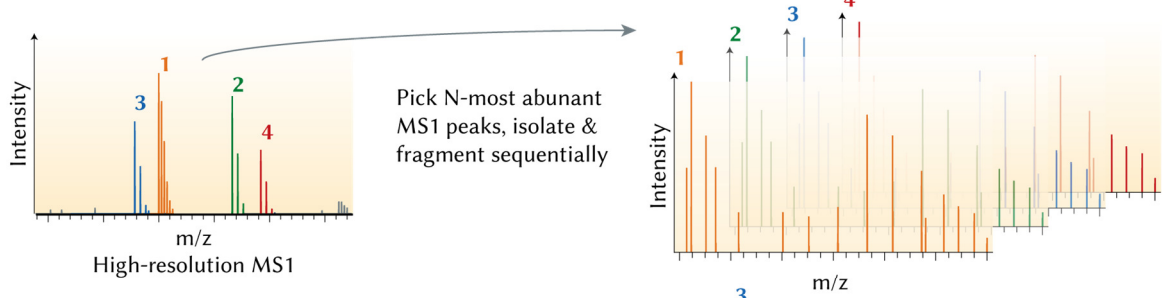 Intensity
3
1
2
4
m/z
High-resolution MS1
Pick N-most abunant
MS1 peaks, isolate &
fragment sequentially
Intensity
1
2
3
4
m/z
3